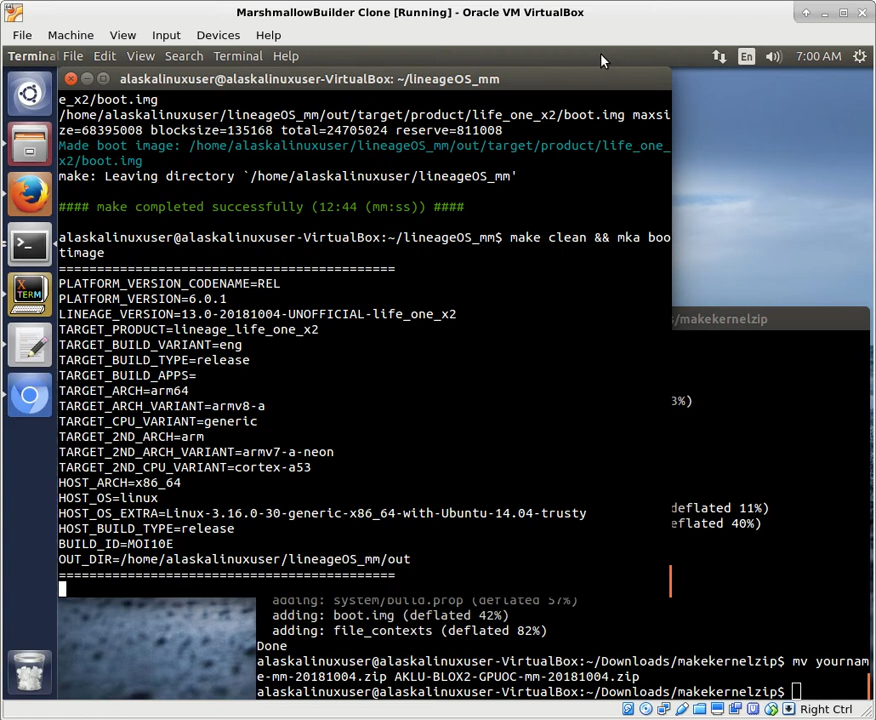 MarshmallowBuilder Clone [Running] - Oracle VM VirtualBox
File Machine View Input Devices Help
Terminal File Edit View Search Terminal Help
En
7:00 AM
alaskalinuxuser@alaskalinuxuser-VirtualBox: ~/lineageOS_mm
e_x2/boot.img
/home/alaskalinuxuser/lineageOS_mm/out/target/product/life_one_x2/boot.img maxsi
ze=68395008 blocksize=135168 total=24705024 reserve=811008
Made boot image: /home/alaskalinuxuser/lineageOS_mm/out/target/product/life_one_
x2/boot.img
make: Leaving directory `/home/alaskalinuxuser/lineageOS_mm'
#### make completed successfully (12:44 (mm:ss)) ####
alaskalinuxuser@alaskalinuxuser-VirtualBox:~/lineageOS_mm$ make clean && mka boo
timage
============================================
PLATFORM_VERSION_CODENAME=REL
PLATFORM_VERSION=6.0.1
LINEAGE_VERSION=13.0-20181004-UNOFFICIAL-life_one_x2
TARGET_PRODUCT=lineage_life_one_x2
TARGET_BUILD_VARIANT=eng
TARGET_BUILD_TYPE=release
TARGET_BUILD_APPS=
TARGET_ARCH=arm64
TARGET_ARCH_VARIANT=armv8-a
TARGET_CPU_VARIANT=generic
TARGET_2ND_ARCH=arm
TARGET_2ND_ARCH_VARIANT=armv7-a-neon
TARGET_2ND_CPU_VARIANT=cortex-a53
HOST_ARCH=x86_64
HOST_OS=linux
HOST_OS_EXTRA=Linux-3.16.0-30-generic-x86_64-with-Ubuntu-14.04-trusty
HOST_BUILD_TYPE=release
BUILD_ID=MOI10E
OUT_DIR=/home/alaskalinuxuser/lineageOS_mm/out
============================================
s/makekernelzip
3%)
deflated 11%)
eflated 40%)
adding: system/build.prop (deflated 57%)
adding: boot.img (deflated 42%)
adding: file_contexts (deflated 82%)
Done
alaskalinuxuser@alaskalinuxuser-VirtualBox:~/Downloads/makekernelzip$ mv yournam
e-mm-20181004.zip AKLU-BLOX2-GPUOC-mm-20181004.zip
alaskalinuxuser@alaskalinuxuser-VirtualBox:~/Downloads/makekernelzip$
X
TERM
Right Ctrl